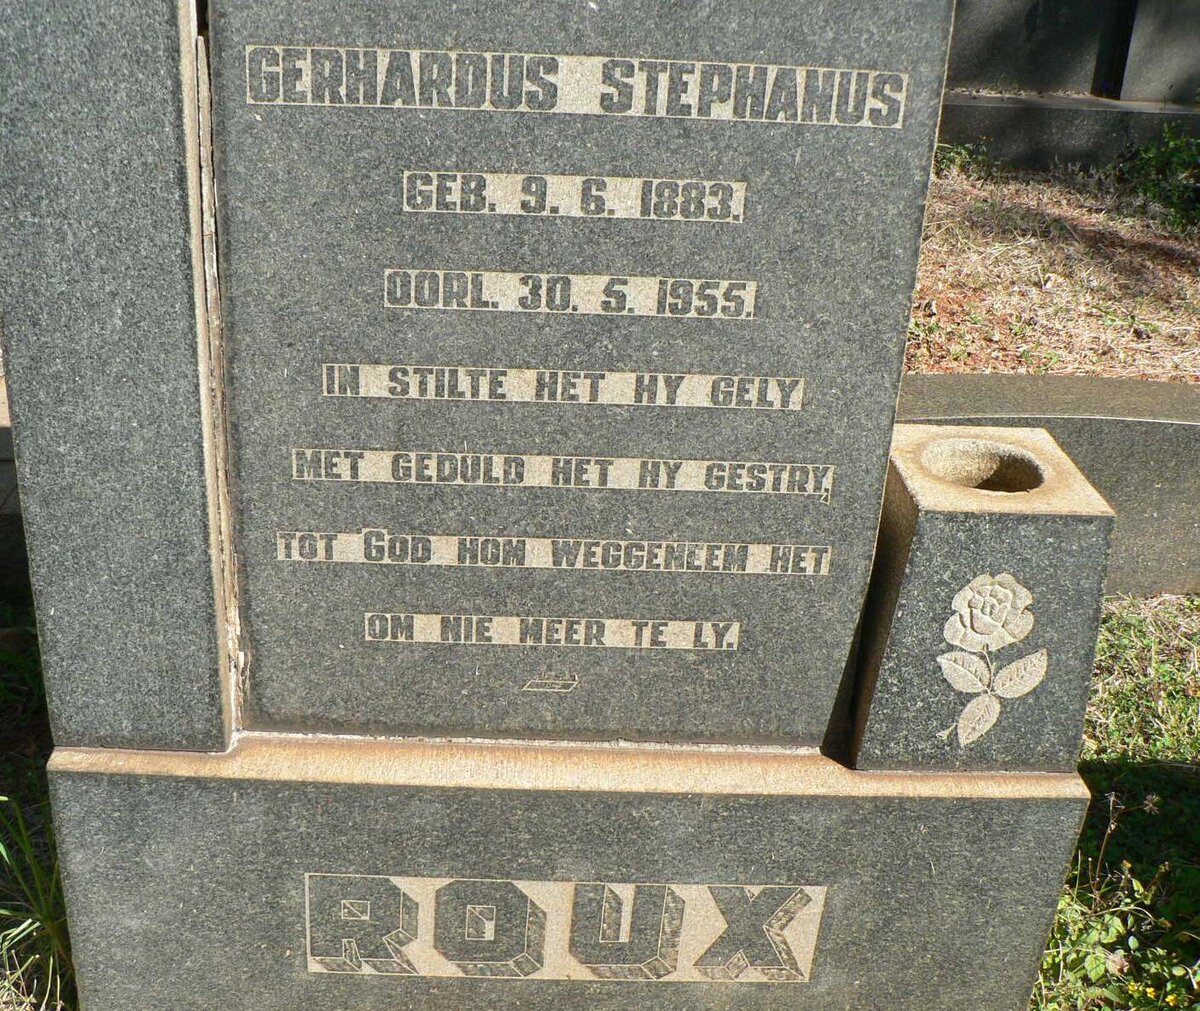 GERHARDUS STEPHANUS
GEB. 9. 6. 1883.
OORL. 30. 5. 1955.
IN STILTE HET HY GELY
MET GEDULD HET HY GESTRY,
TOT GOD HOM WEGGENEEM HET
OM NIE MEER TE LY.
ROUX